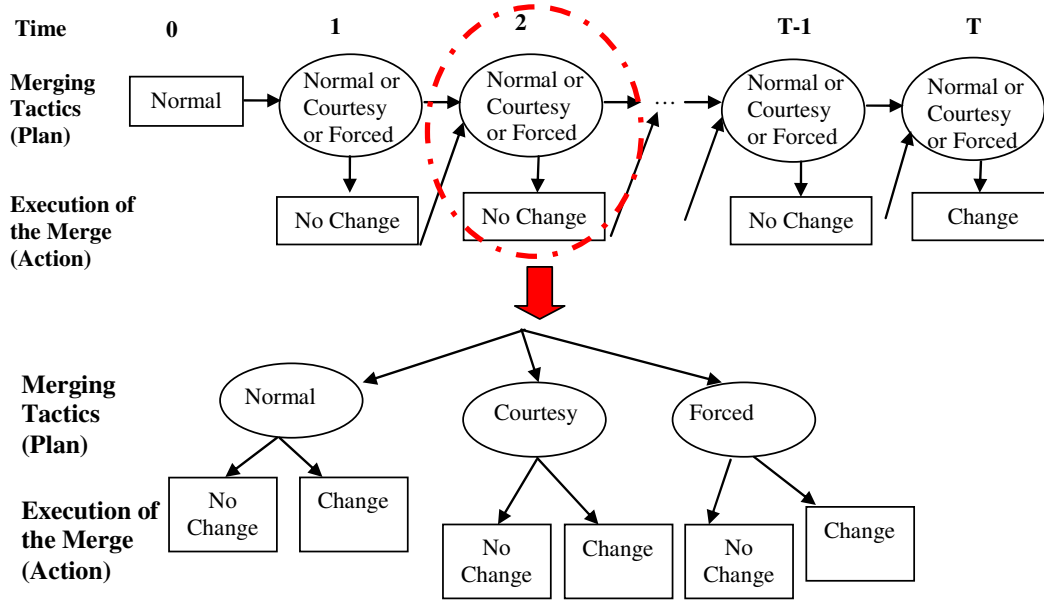 Time 0 1 2 T-1 T
Merging
Tactics
(Plan)
Normal
Normal or
Courtesy
or Forced
Normal or
Courtesy
or Forced
...
Normal or
Courtesy
or Forced
Normal or
Courtesy
or Forced
Execution of
the Merge
(Action)
No Change
No Change
No Change
Change
Merging
Tactics
(Plan)
Normal
Courtesy
Forced
Execution of
the Merge
(Action)
No
Change
Change
No
Change
Change
No
Change
Change